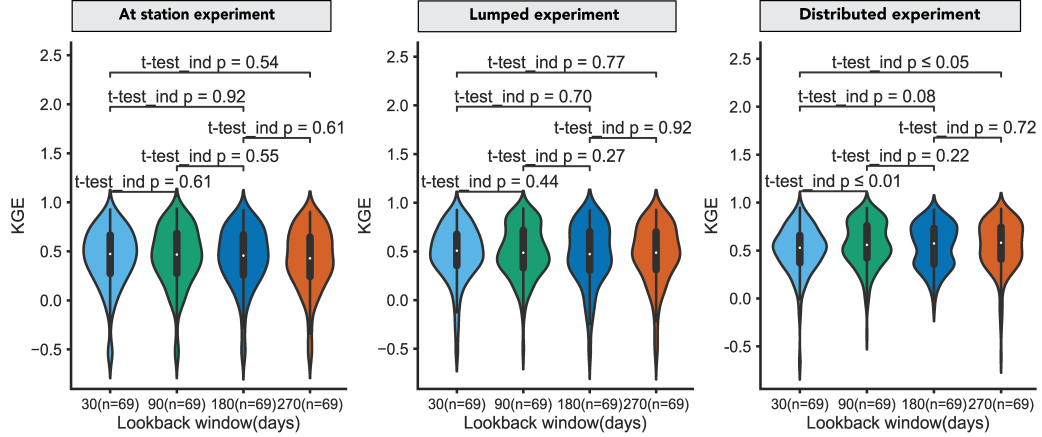 At station experiment
KGE
2.5
2.0
1.5
1.0
0.5
0.0
−0.5
t-test_ind p = 0.54
t-test_ind p = 0.92
t-test_ind p = 0.61
t-test_ind p = 0.55
t-test_ind p = 0.61
30(n=69) 90(n=69) 180(n=69) 270(n=69)
Lookback window(days)
Lumped experiment
KGE
2.5
2.0
1.5
1.0
0.5
0.0
−0.5
t-test_ind p = 0.77
t-test_ind p = 0.70
t-test_ind p = 0.92
t-test_ind p = 0.27
t-test_ind p = 0.44
30(n=69) 90(n=69) 180(n=69) 270(n=69)
Lookback window(days)
Distributed experiment
KGE
2.5
2.0
1.5
1.0
0.5
0.0
-0.5
t-test_ind p ≤ 0.05
t-test_ind p = 0.08
t-test_ind p = 0.72
t-test_ind p = 0.22
t-test_ind p ≤ 0.01
30(n=69) 90(n=69) 180(n=69) 270(n=69)
Lookback window(days)